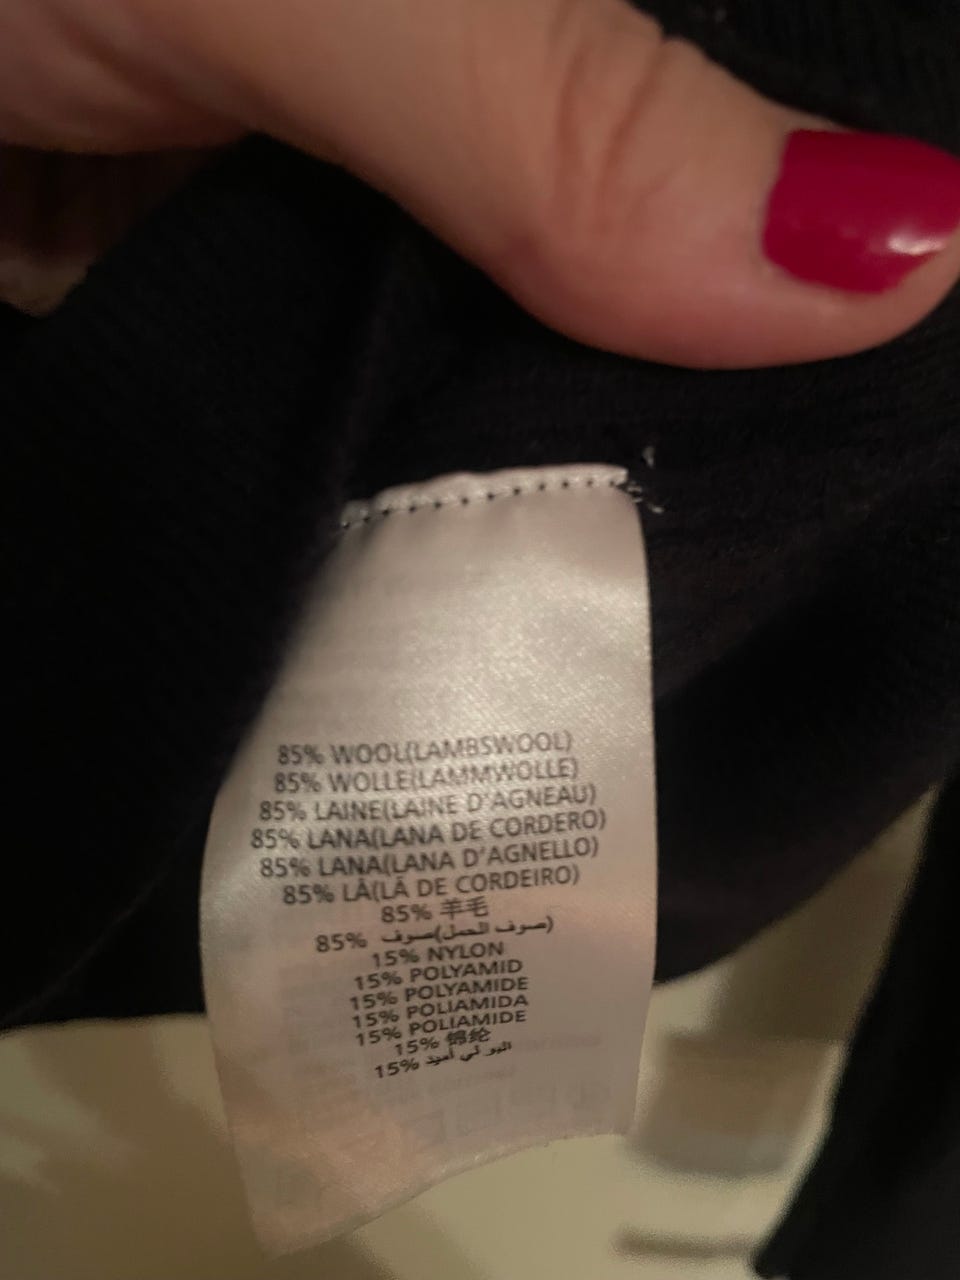 85% WOOL(LAMBSWOOL)
85% WOLLE(LAMMWOLLE)
85% LAINE(LAINE D'AGNEAU)
85% LANA(LANA DE CORDERO)
85% LANA(LANA D'AGNELLO)
85% LÃ(LÃ DE CORDEIRO)
85% 羊毛
85% صوف(صوف الحمل)
15% NYLON
15% POLYAMID
15% POLYAMIDE
15% POLIAMIDA
15% POLIAMIDE
15% 锦纶
15% البولي أميد